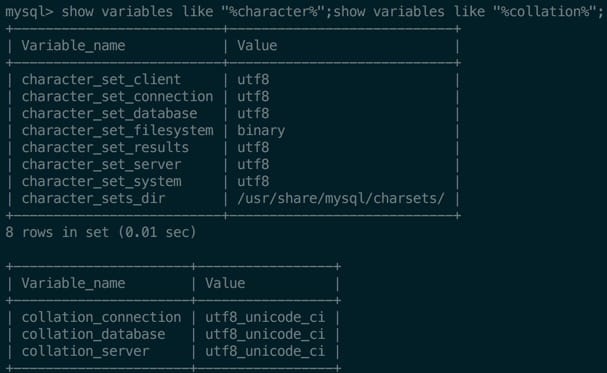 mysql> show variables like "%character%";show variables like "%collation%";
+--------------------------+----------------------------+
| Variable_name            | Value                      |
+--------------------------+----------------------------+
| character_set_client     | utf8                       |
| character_set_connection | utf8                       |
| character_set_database   | utf8                       |
| character_set_filesystem | binary                     |
| character_set_results    | utf8                       |
| character_set_server     | utf8                       |
| character_set_system     | utf8                       |
| character_sets_dir       | /usr/share/mysql/charsets/ |
+--------------------------+----------------------------+
8 rows in set (0.01 sec)

+----------------------+-----------------+
| Variable_name        | Value           |
+----------------------+-----------------+
| collation_connection | utf8_unicode_ci |
| collation_database   | utf8_unicode_ci |
| collation_server     | utf8_unicode_ci |
+----------------------+-----------------+